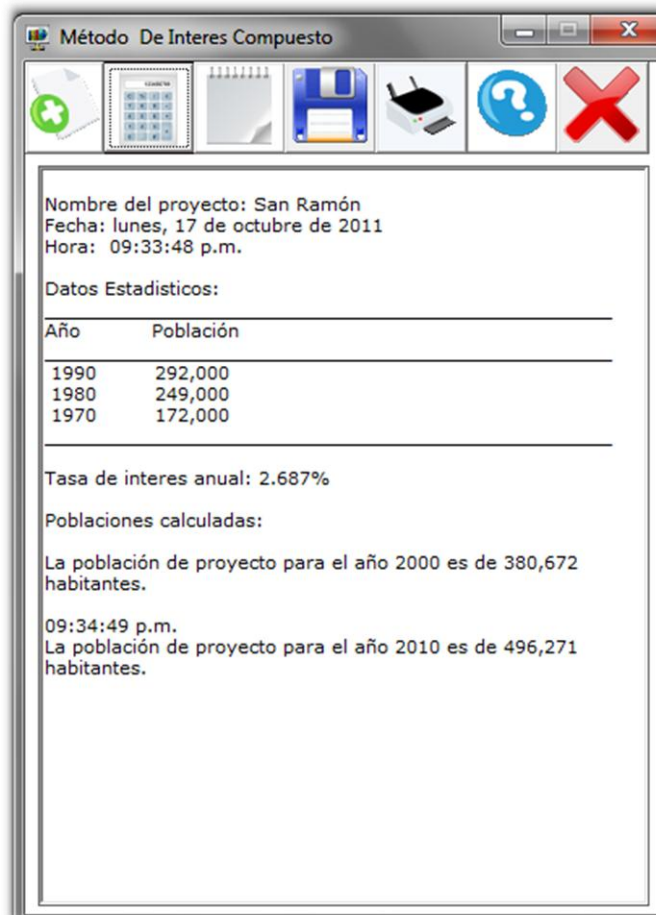 Método De Interes Compuesto
Nombre del proyecto: San Ramón
Fecha: lunes, 17 de octubre de 2011
Hora: 09:33:48 p.m.
Datos Estadisticos:
Año Población
1990 292,000
1980 249,000
1970 172,000
Tasa de interes anual: 2.687%
Poblaciones calculadas:
La población de proyecto para el año 2000 es de 380,672
habitantes.
09:34:49 p.m.
La población de proyecto para el año 2010 es de 496,271
habitantes.